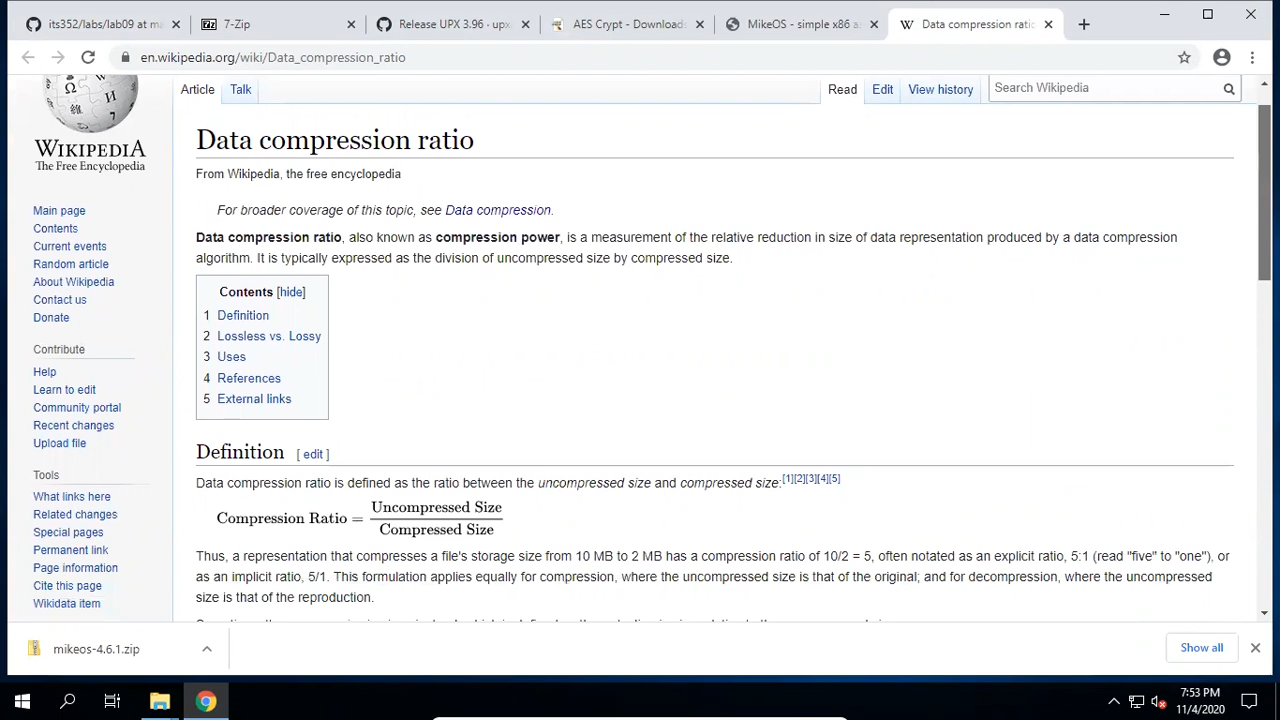 its352/labs/lab09 at ma
7-Zip
Release UPX 3.96 · upx
AES Crypt - Downloads
MikeOS - simple x86 a
Data compression ratio
en.wikipedia.org/wiki/Data_compression_ratio
WIKIPEDIA
The Free Encyclopedia
Main page
Contents
Current events
Random article
About Wikipedia
Contact us
Donate
Contribute
Help
Learn to edit
Community portal
Recent changes
Upload file
Tools
What links here
Related changes
Special pages
Permanent link
Page information
Cite this page
Wikidata item
Article Talk
Read Edit View history
Search Wikipedia
Data compression ratio
From Wikipedia, the free encyclopedia
For broader coverage of this topic, see Data compression.
Data compression ratio, also known as compression power, is a measurement of the relative reduction in size of data representation produced by a data compression
algorithm. It is typically expressed as the division of uncompressed size by compressed size.
Contents [hide]
1 Definition
2 Lossless vs. Lossy
3 Uses
4 References
5 External links
Definition [ edit ]
Data compression ratio is defined as the ratio between the uncompressed size and compressed size:[1][2][3][4][5]
Compression Ratio = Uncompressed Size
Compressed Size
Thus, a representation that compresses a file's storage size from 10 MB to 2 MB has a compression ratio of 10/2 = 5, often notated as an explicit ratio, 5:1 (read "five" to "one"), or
as an implicit ratio, 5/1. This formulation applies equally for compression, where the uncompressed size is that of the original; and for decompression, where the uncompressed
size is that of the reproduction.
mikeos-4.6.1.zip
Show all
7:53 PM
11/4/2020